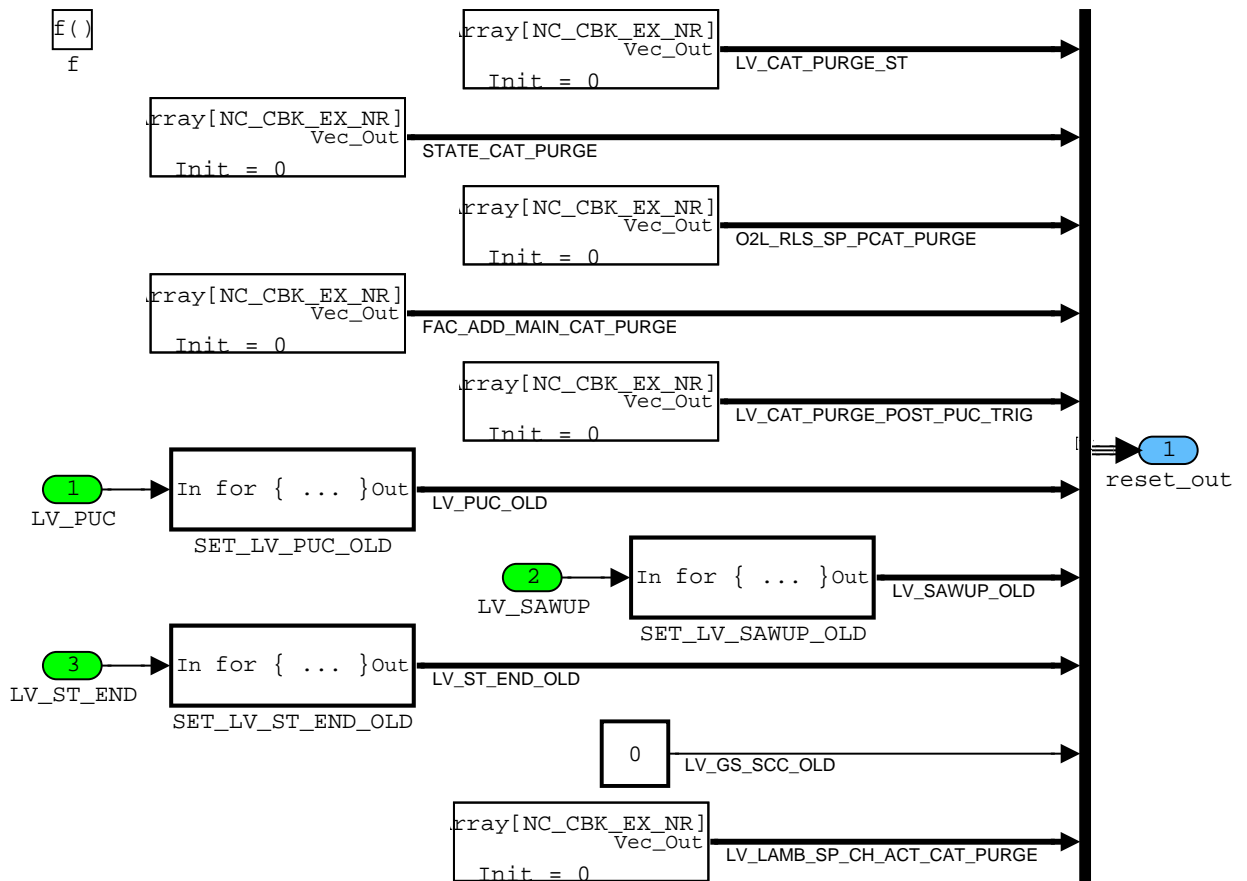 f()
f
rray[NC_CBK_EX_NR]
Vec_Out
Init = 0
LV_CAT_PURGE_ST
rray[NC_CBK_EX_NR]
Vec_Out
Init = 0
STATE_CAT_PURGE
rray[NC_CBK_EX_NR]
Vec_Out
Init = 0
O2L_RLS_SP_PCAT_PURGE
rray[NC_CBK_EX_NR]
Vec_Out
Init = 0
FAC_ADD_MAIN_CAT_PURGE
rray[NC_CBK_EX_NR]
Vec_Out
Init = 0
LV_CAT_PURGE_POST_PUC_TRIG
1
reset_out
1
LV_PUC
In for { ... }Out
SET_LV_PUC_OLD
LV_PUC_OLD
2
LV_SAWUP
In for { ... }Out
SET_LV_SAWUP_OLD
LV_SAWUP_OLD
3
LV_ST_END
In for { ... }Out
SET_LV_ST_END_OLD
LV_ST_END_OLD
0
LV_GS_SCC_OLD
rray[NC_CBK_EX_NR]
Vec_Out
Init = 0
LV_LAMB_SP_CH_ACT_CAT_PURGE